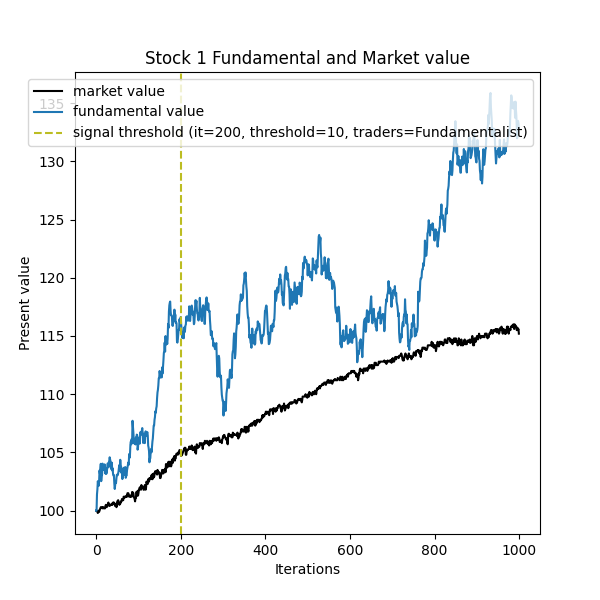 Stock 1 Fundamental and Market value
market value
fundamental value
signal threshold (it=200, threshold=10, traders=Fundamentalist)
135
130
125
120
115
110
105
100
Present value
0 200 400 600 800 1000
Iterations